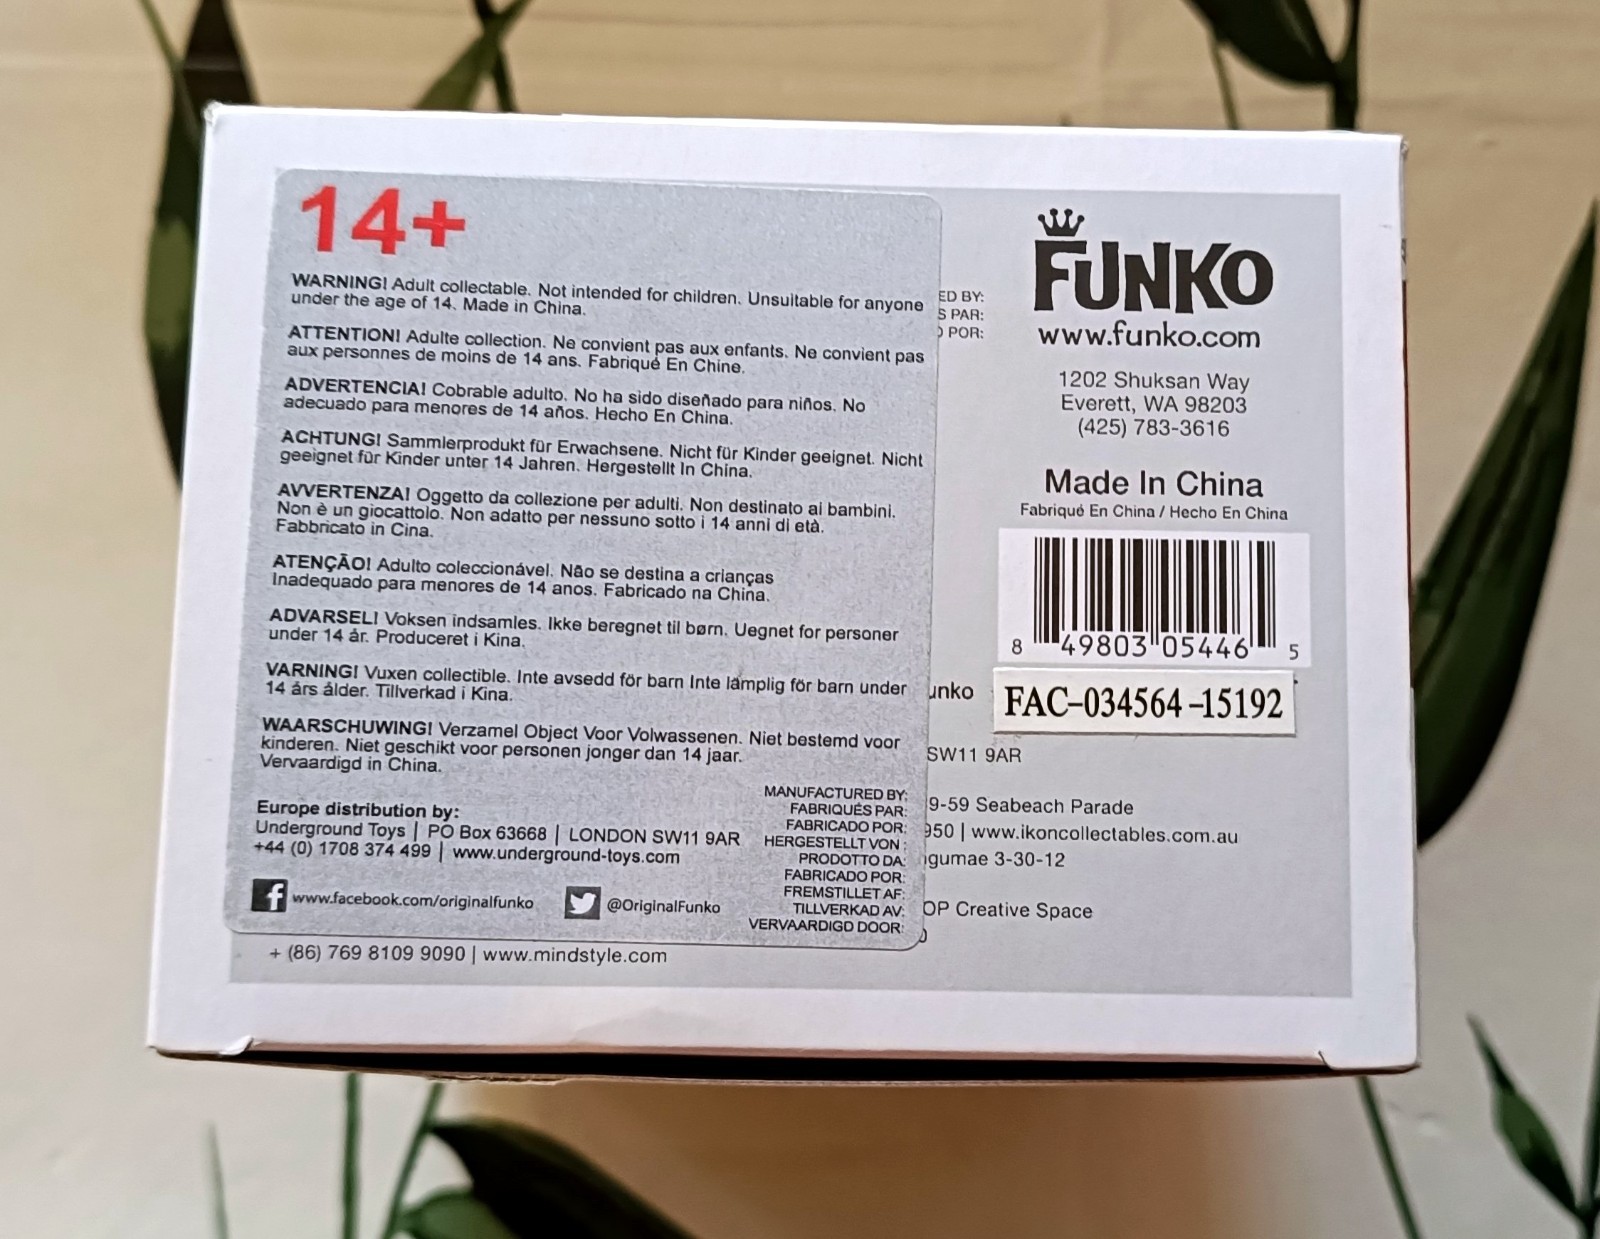 14+
WARNING! Adult collectable. Not intended for children. Unsuitable for anyone
under the age of 14. Made in China.
ATTENTION! Adulte collection. Ne convient pas aux enfants. Ne convient pas
aux personnes de moins de 14 ans. Fabriqué En Chine.
ADVERTENCIA! Cobrable adulto. No ha sido diseñado para niños. No
adecuado para menores de 14 años. Hecho En China.
ACHTUNG! Sammlerprodukt für Erwachsene. Nicht für Kinder geeignet. Nicht
geeignet für Kinder unter 14 Jahren. Hergestellt In China.
AVVERTENZA! Oggetto da collezione per adulti. Non destinato ai bambini.
Non è un giocattolo. Non adatto per nessuno sotto i 14 anni di età.
Fabbricato in Cina.
ATENÇÃO! Adulto coleccionável. Não se destina a crianças
Inadequado para menores de 14 anos. Fabricado na China.
ADVARSEL! Voksen indsamles. Ikke beregnet til børn. Uegnet for personer
under 14 år. Produceret i Kina.
VARNING! Vuxen collectible. Inte avsedd för barn Inte lämplig för barn under
14 års ålder. Tillverkad i Kina.
WAARSCHUWING! Verzamel Object Voor Volwassenen. Niet bestemd voor
kinderen. Niet geschikt voor personen jonger dan 14 jaar.
Vervaardigd in China.
Europe distribution by:
Underground Toys | PO Box 63668 | LONDON SW11 9AR
+44 (0) 1708 374 499 | www.underground-toys.com
www.facebook.com/originalfunko
@OriginalFunko
MANUFACTURED BY:
FABRIQUÉS PAR:
FABRICADO POR:
HERGESTELLT VON :
PRODOTTO DA:
FABRICADO POR:
FREMSTILLET AF:
TILLVERKAD AV:
VERVAARDIGD DOOR:
+ (86) 769 8109 9090 | www.mindstyle.com
ED BY:
S PAR:
POR:
FUNKO
www.funko.com
1202 Shuksan Way
Everett, WA 98203
(425) 783-3616
Made In China
Fabriqué En China / Hecho En China
8 49803 05446 5
FAC-034564-15192
unko
SW11 9AR
9-59 Seabeach Parade
950 | www.ikoncollectables.com.au
gumae 3-30-12
OP Creative Space